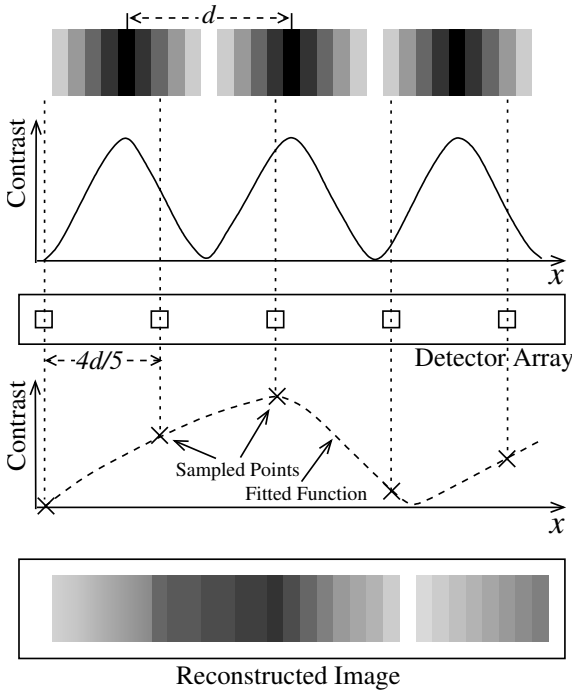 d
Contrast
x
Detector Array
4d/5
Contrast
Sampled Points
Fitted Function
x
Reconstructed Image